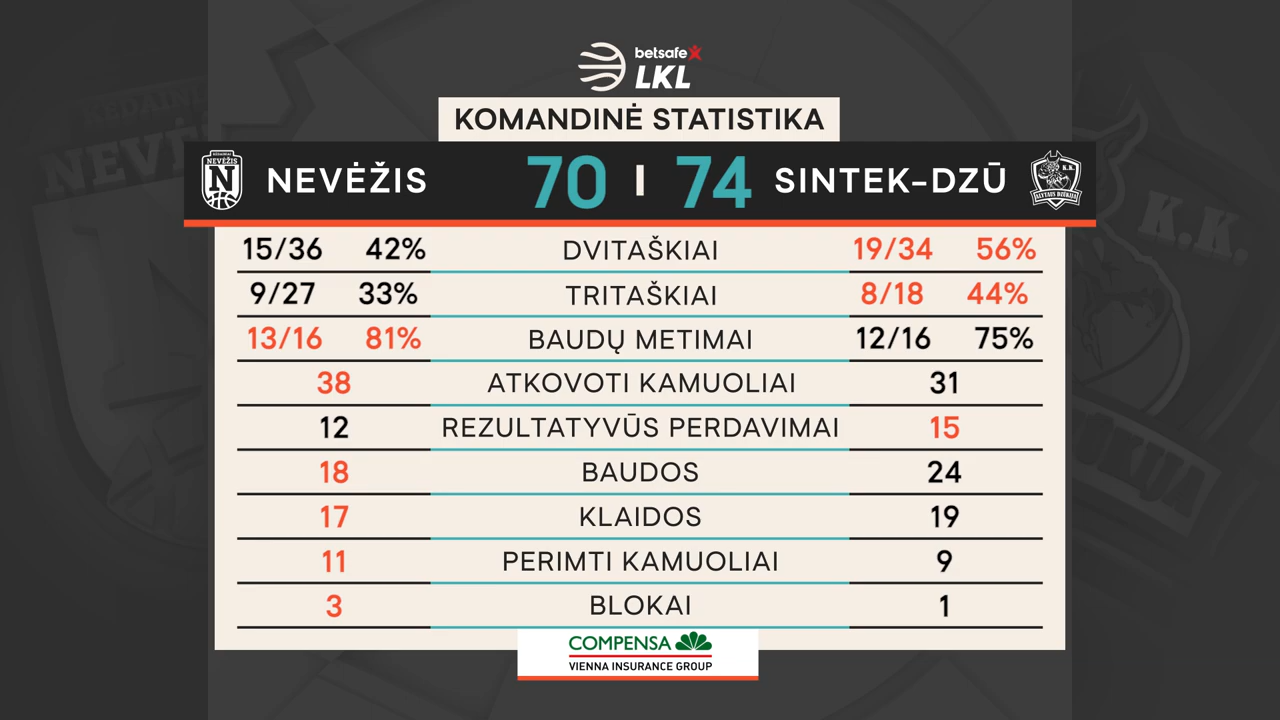 betsafe
LKL
KOMANDINĖ STATISTIKA
NEVĖŽIS 70 | 74 SINTEK-DZŪ
15/36 42% DVITAŠKIAI 19/34 56%
9/27 33% TRITAŠKIAI 8/18 44%
13/16 81% BAUDŲ METIMAI 12/16 75%
38 ATKOVOTI KAMUOLIAI 31
12 REZULTATYVŪS PERDAVIMAI 15
18 BAUDOS 24
17 KLAIDOS 19
11 PERIMTI KAMUOLIAI 9
3 BLOKAI 1
COMPENSA
VIENNA INSURANCE GROUP